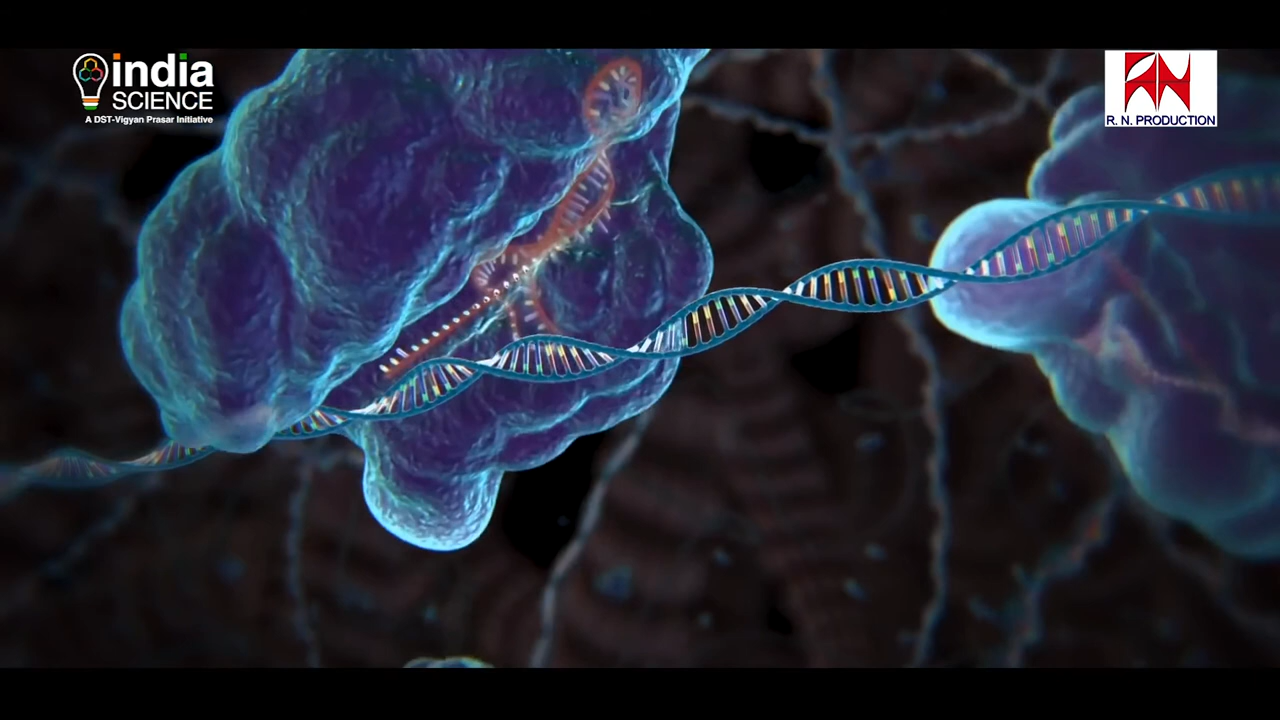 india
SCIENCE
A DST-Vigyan Prasar Initiative
R. N. PRODUCTION